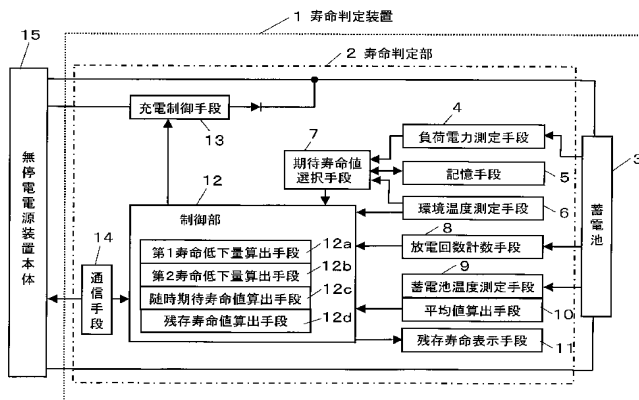 1 寿命判定装置
15
2 寿命判定部
充電制御手段
13
4
負荷電力測定手段
7
期待寿命値
選択手段
記憶手段
5
3
環境温度測定手段
6
12
制御部
8
放電回数計数手段
蓄電池
無停電電源装置本体
14
通信手段
第1寿命低下量算出手段
12a
第2寿命低下量算出手段
12b
随時期待寿命値算出手段
12c
残存寿命値算出手段
12d
9
蓄電池温度測定手段
平均値算出手段
10
残存寿命表示手段
11